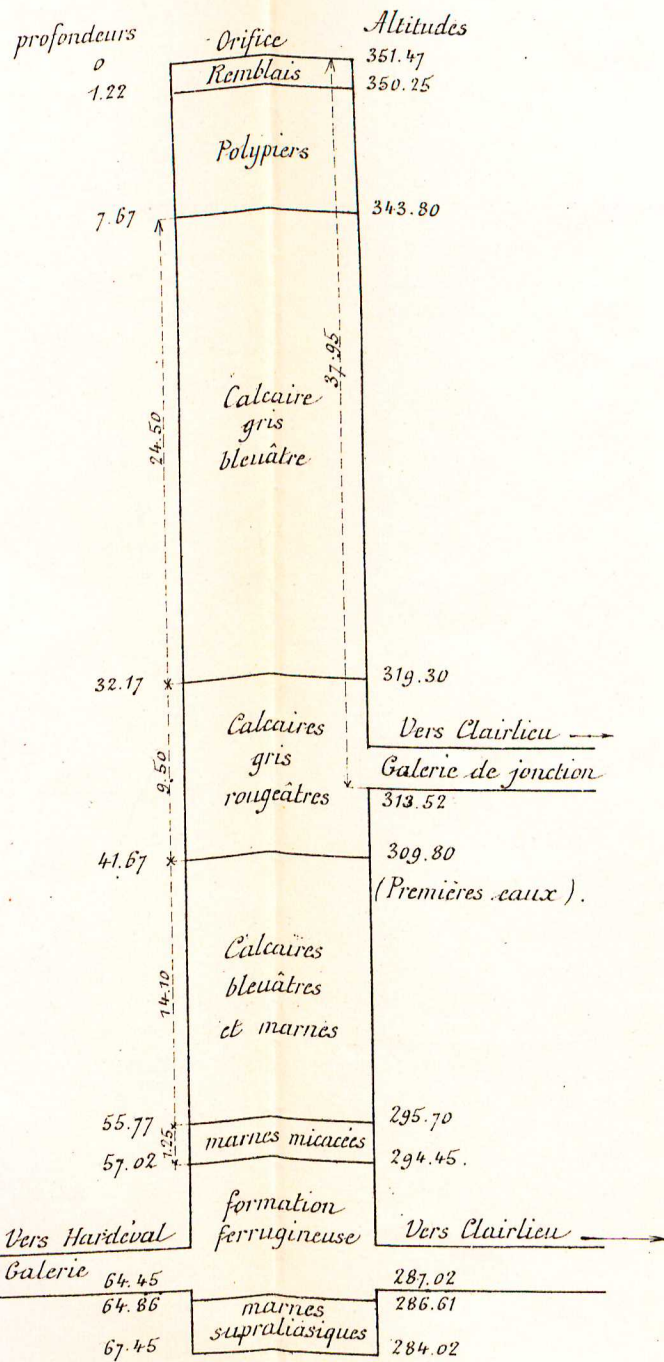 profondeurs Orifice Altitudes
0 351.47
Remblais
1.22 350.25
Polypiers
7.67 343.80
37.95
24.50
Calcaire
gris
bleuâtre
32.17 319.30
Calcaires
gris
rougeâtres
9.50
Vers Clairlieu
Galerie de jonction
313.52
41.67 309.80
(Premières eaux).
Calcaires
bleuâtres
et marnes
14.10
55.77 295.70
1.25 marnes micacées
57.02 294.45.
formation
ferrugineuse
Vers Hardéval Vers Clairlieu
Galerie 64.45 287.02
64.86 286.61
marnes
supraliasiques
67.45 284.02